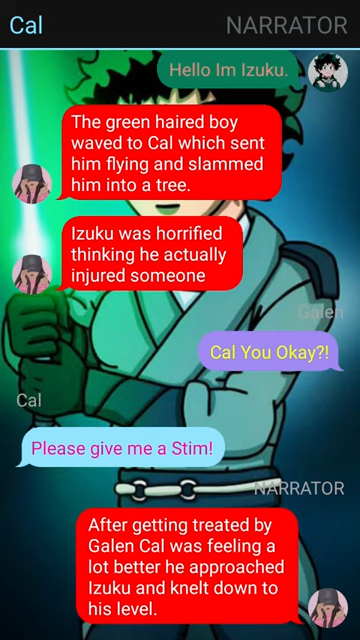 Cal
NARRATOR
Hello Im Izuku.
The green haired boy
waved to Cal which sent
him flying and slammed
him into a tree.
Izuku was horrified
thinking he actually
injured someone
Galen
Cal You Okay?!
Cal
Please give me a Stim!
NARRATOR
After getting treated by
Galen Cal was feeling a
lot better he approached
Izuku and knelt down to
his level.